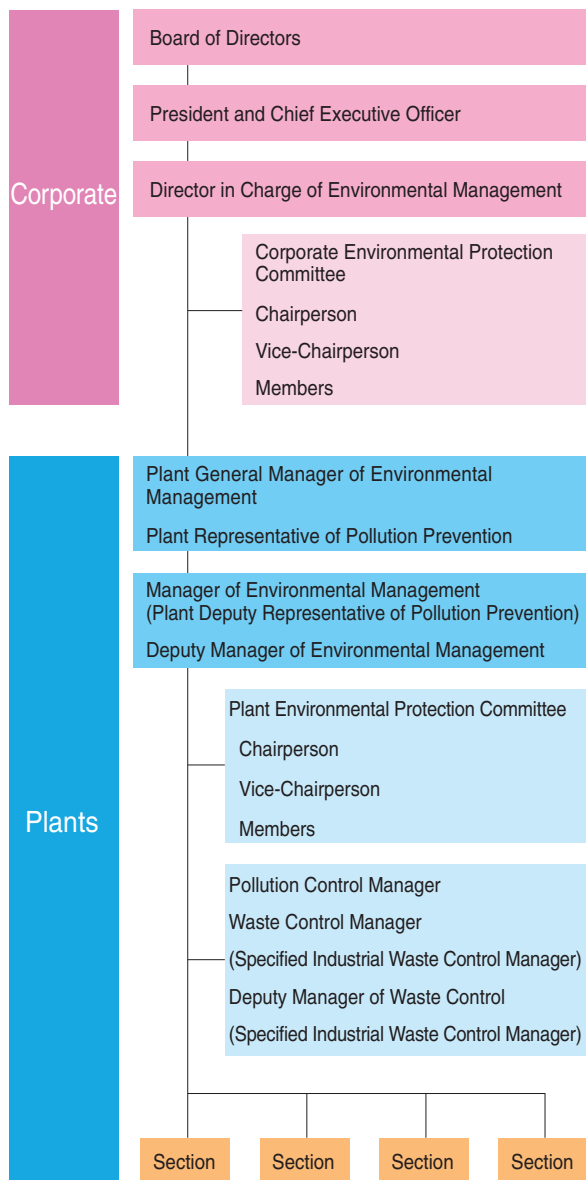 Corporate
Board of Directors
President and Chief Executive Officer
Director in Charge of Environmental Management
Corporate Environmental Protection
Committee
Chairperson
Vice-Chairperson
Members
Plants
Plant General Manager of Environmental
Management
Plant Representative of Pollution Prevention
Manager of Environmental Management
(Plant Deputy Representative of Pollution Prevention)
Deputy Manager of Environmental Management
Plant Environmental Protection Committee
Chairperson
Vice-Chairperson
Members
Pollution Control Manager
Waste Control Manager
(Specified Industrial Waste Control Manager)
Deputy Manager of Waste Control
(Specified Industrial Waste Control Manager)
Section
Section
Section
Section